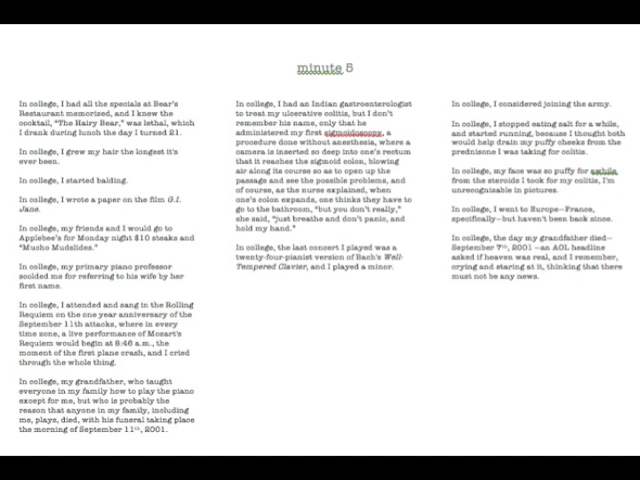 minute 5
In college, I had all the specials at Bear's
Restaurant memorized, and I knew the
cocktail, "The Hairy Bear," was lethal, which
I drank during lunch the day I turned 21.
In college, I grew my hair the longest it's
ever been.
In college, I started balding.
In college, I wrote a paper on the film G.I.
Jane.
In college, my friends and I would go to
Applebee's for Monday night $10 steaks and
"Mucho Mudslides."
In college, my primary piano professor
scolded me for referring to his wife by her
first name.
In college, I attended and sang in the Rolling
Requiem on the one year anniversary of the
September 11th attacks, where in every
time zone, a live performance of Mozart's
Requiem would begin at 8:46 a.m., the
moment of the first plane crash, and I cried
through the whole thing.
In college, my grandfather, who taught
everyone in my family how to play the piano
except for me, but who is probably the
reason that anyone in my family, including
me, plays, died, with his funeral taking place
the morning of September 11th, 2001.
In college, I had an Indian gastroenterologist
to treat my ulcerative colitis, but I don't
remember his name, only that he
administered my first sigmoidoscopy, a
procedure done without anesthesia, where a
camera is inserted so deep into one's rectum
that it reaches the sigmoid colon, blowing
air along its course so as to open up the
passage and see the possible problems, and
of course, as the nurse explained, when
one's colon expands, one thinks they have to
go to the bathroom, "but you don't really,"
she said, "just breathe and don't panic, and
hold my hand."
In college, the last concert I played was a
twenty-four-pianist version of Bach's Well-
Tempered Clavier, and I played a minor.
In college, I considered joining the army.
In college, I stopped eating salt for a while,
and started running, because I thought both
would help drain my puffy cheeks from the
prednisone I was taking for colitis.
In college, my face was so puffy for awhile
from the steroids I took for my colitis, I'm
unrecognizable in pictures.
In college, I went to Europe—France,
specifically—but haven't been back since.
In college, the day my grandfather died—
September 7th, 2001 —an AOL headline
asked if heaven was real, and I remember,
crying and staring at it, thinking that there
must not be any news.